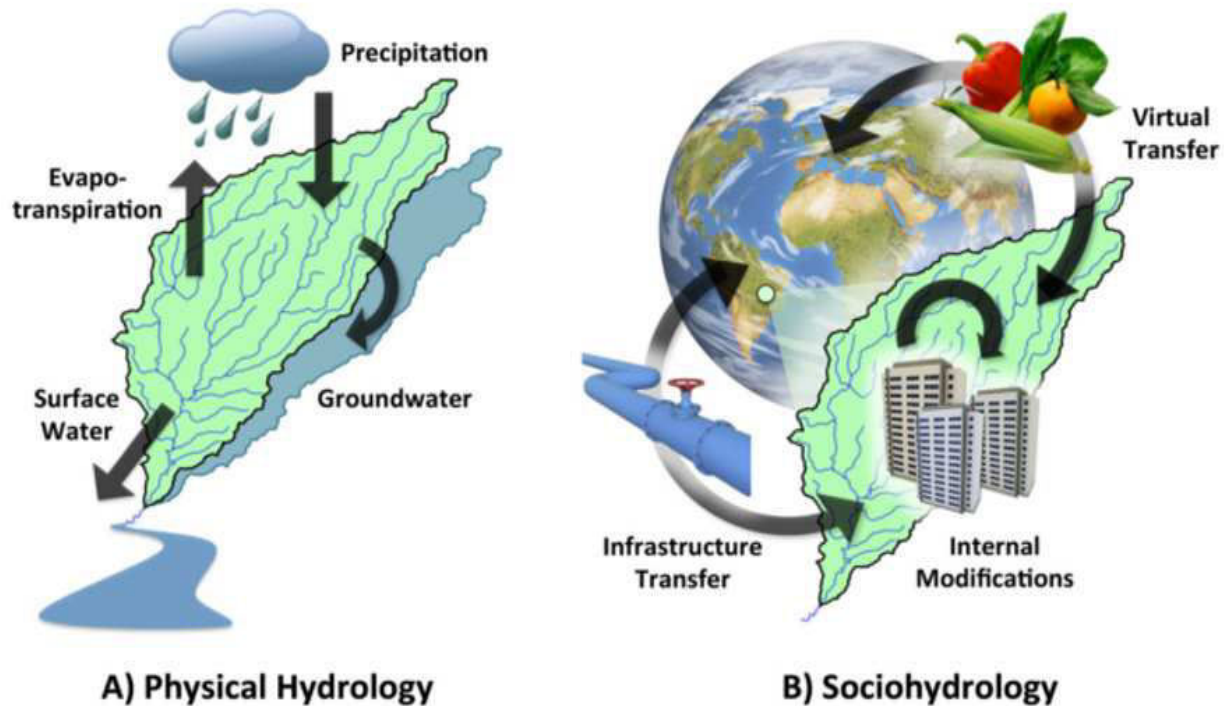 Precipitation
Evapo-
transpiration
Surface
Water
Groundwater
A) Physical Hydrology
Virtual
Transfer
Infrastructure
Transfer
Internal
Modifications
B) Sociohydrology